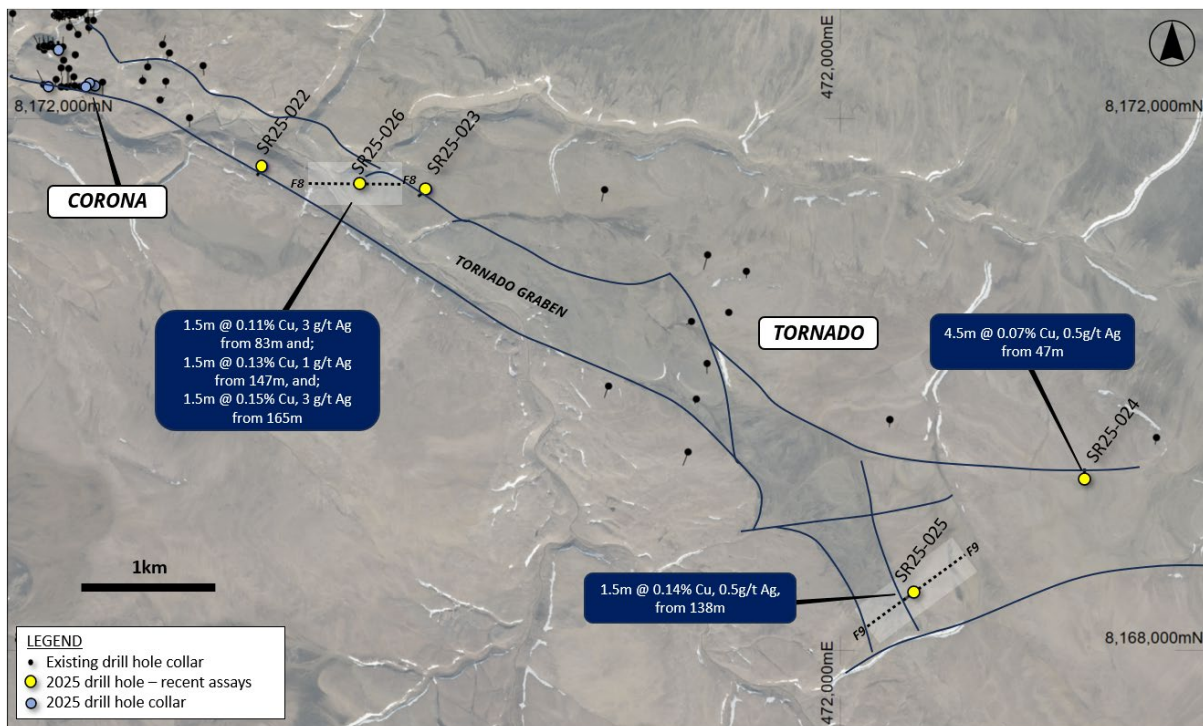 472,000mE
8,172,000mN
8,172,000mN
SR25-022
SR25-026
SR25-023
F8
F8
CORONA
TORNADO GRABEN
TORNADO
1.5m @ 0.11% Cu, 3 g/t Ag
from 83m and;
1.5m @ 0.13% Cu, 1 g/t Ag
from 147m, and;
1.5m @ 0.15% Cu, 3 g/t Ag
from 165m
4.5m @ 0.07% Cu, 0.5g/t Ag
from 47m
SR25-024
SR25-025
F9
F9
1km
1.5m @ 0.14% Cu, 0.5g/t Ag,
from 138m
LEGEND
Existing drill hole collar
2025 drill hole – recent assays
2025 drill hole collar
472,000mE
8,168,000mN